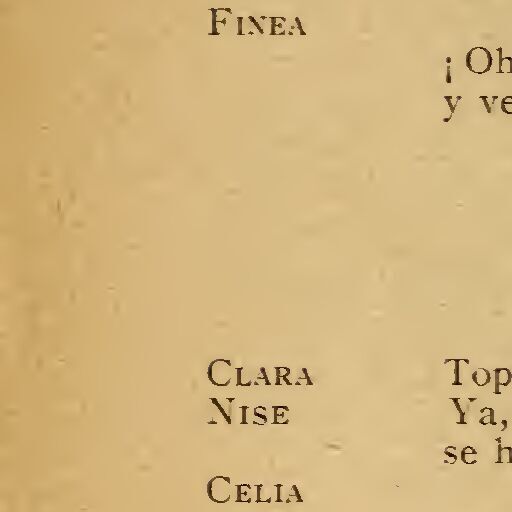 FINEA
¡Oh
y ve
CLARA Top
NISE Ya,
se h
CELIA